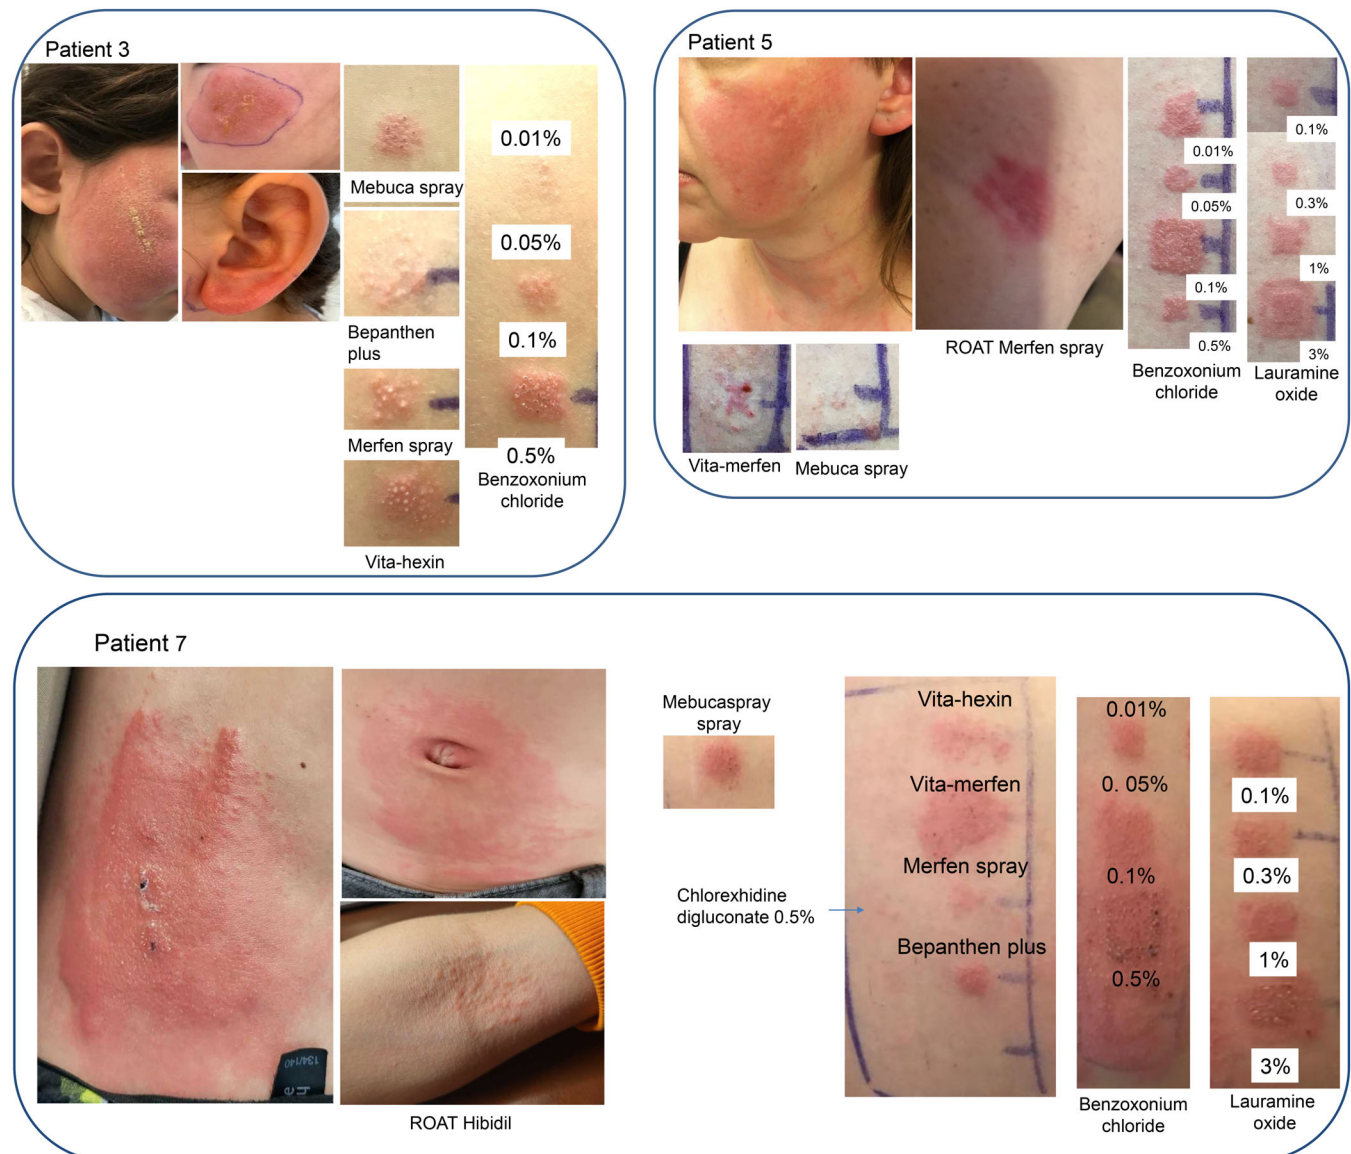 Patient 3
Mebuca spray
Bepanthen
plus
Merfen spray
Vita-hexin
0.01%
0.05%
0.1%
0.5%
Benzoxonium
chloride
Patient 5
ROAT Merfen spray
Vita-merfen
Mebuca spray
0.01%
0.05%
0.1%
0.5%
Benzoxonium
chloride
0.1%
0.3%
1%
3%
Lauramine
oxide
Patient 7
134/140
ROAT Hibidil
Mebucaspray
spray
Chlorexhidine
digluconate 0.5%
Vita-hexin
Vita-merfen
Merfen spray
Bepanthen plus
0.01%
0. 05%
0.1%
0.5%
Benzoxonium
chloride
0.1%
0.3%
1%
3%
Lauramine
oxide